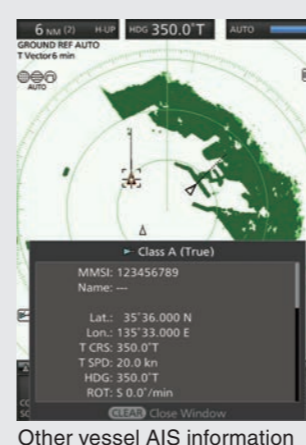 6 NM (2) H-UP HDG 350.0°T AUTO
GROUND REF AUTO
T Vector 6 min
AUTO
Class A (True)
MMSI: 123456789
Name: ---
Lat.: 35°36.000 N
Lon.: 135°33.000 E
T CRS: 350.0°T
T SPD: 20.0 kn
HDG: 350.0°T
ROT: S 0.0°/min
CLEAR Close Window
Other vessel AIS information